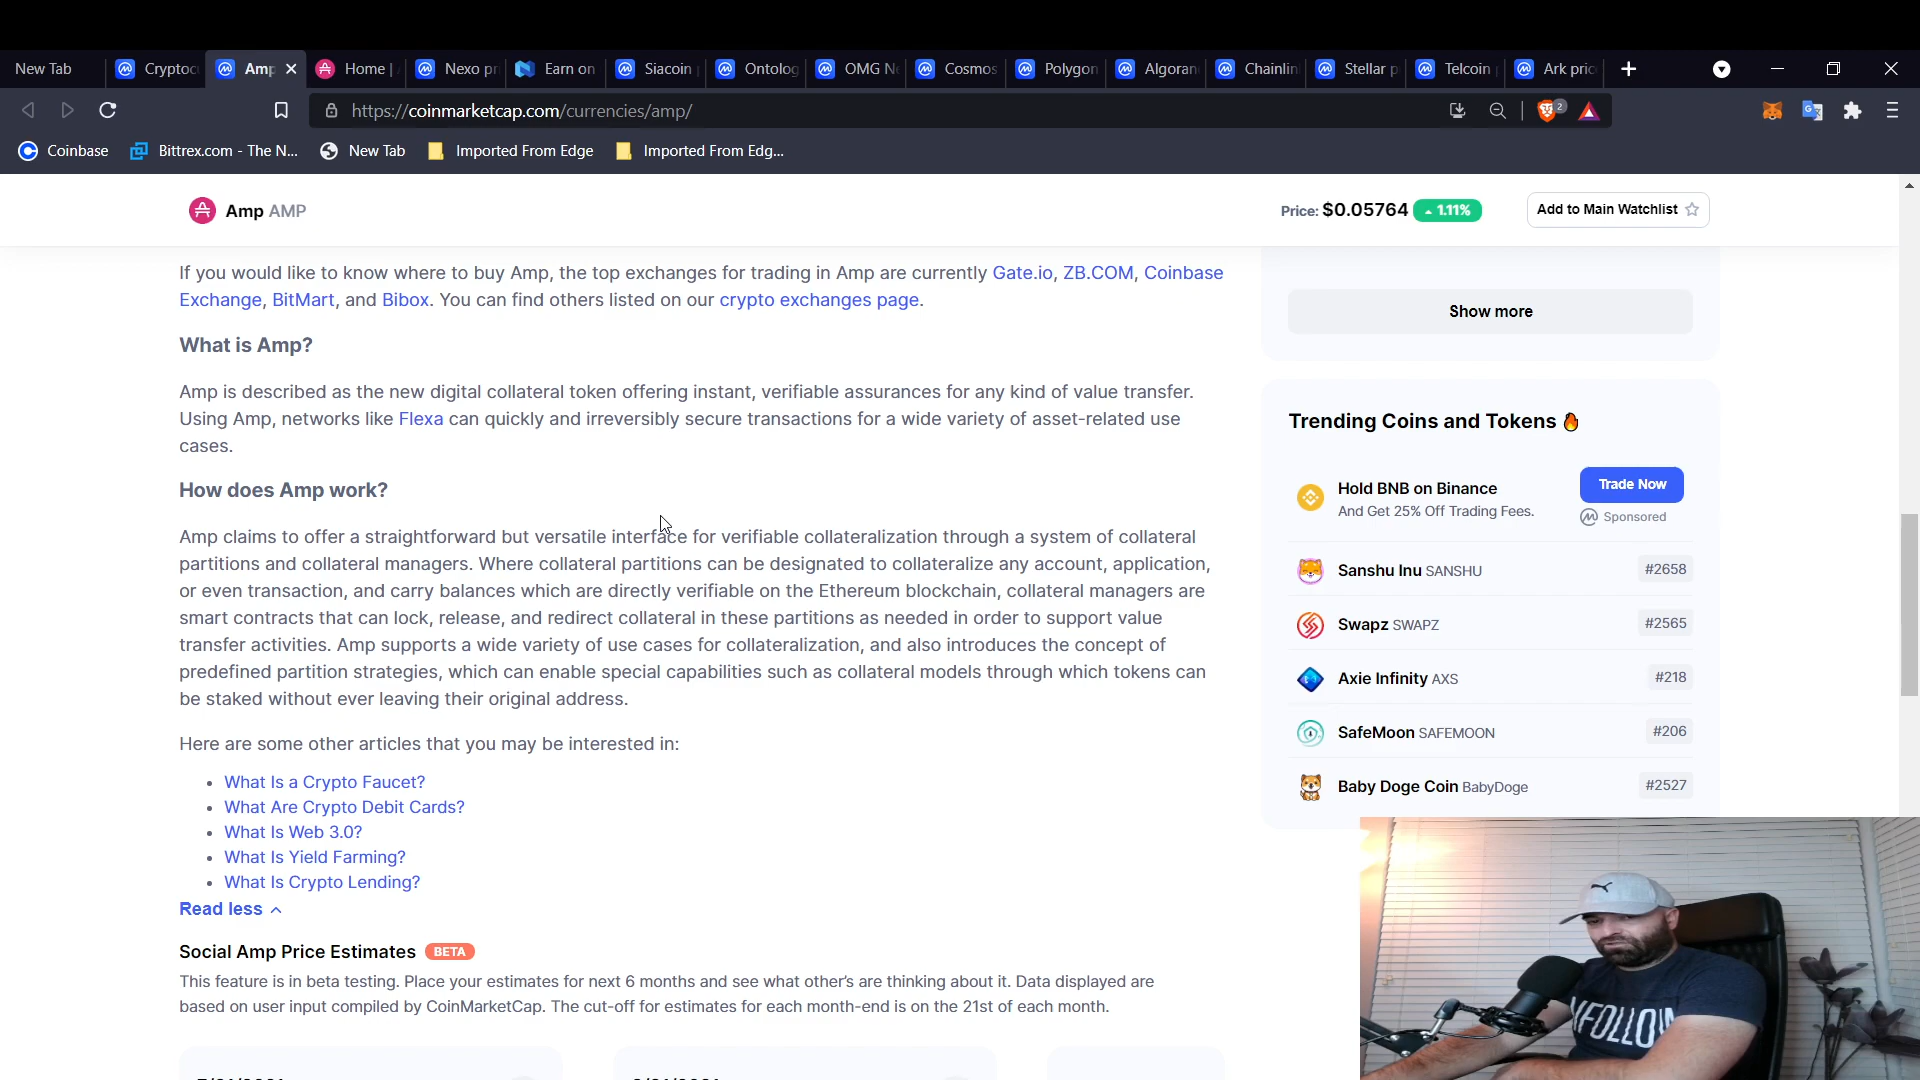 New Tab
Cryptoc
Amp
Home |
Nexo pr
Earn on
Siacoin
Ontolog
OMG Ne
Cosmos
Polygon
Algoran
Chainlin
Stellar p
Telcoin
Ark pric
https://coinmarketcap.com/currencies/amp/
2
Coinbase
Bittrex.com - The N...
New Tab
Imported From Edge
Imported From Edg...
Amp AMP
Price: $0.05764 1.11%
Add to Main Watchlist
If you would like to know where to buy Amp, the top exchanges for trading in Amp are currently Gate.io, ZB.COM, Coinbase
Exchange, BitMart, and Bibox. You can find others listed on our crypto exchanges page.
What is Amp?
Amp is described as the new digital collateral token offering instant, verifiable assurances for any kind of value transfer.
Using Amp, networks like Flexa can quickly and irreversibly secure transactions for a wide variety of asset-related use
cases.
How does Amp work?
Amp claims to offer a straightforward but versatile interface for verifiable collateralization through a system of collateral
partitions and collateral managers. Where collateral partitions can be designated to collateralize any account, application,
or even transaction, and carry balances which are directly verifiable on the Ethereum blockchain, collateral managers are
smart contracts that can lock, release, and redirect collateral in these partitions as needed in order to support value
transfer activities. Amp supports a wide variety of use cases for collateralization, and also introduces the concept of
predefined partition strategies, which can enable special capabilities such as collateral models through which tokens can
be staked without ever leaving their original address.
Here are some other articles that you may be interested in:
What Is a Crypto Faucet?
What Are Crypto Debit Cards?
What Is Web 3.0?
What Is Yield Farming?
What Is Crypto Lending?
Read less
Social Amp Price Estimates BETA
This feature is in beta testing. Place your estimates for next 6 months and see what other's are thinking about it. Data displayed are
based on user input compiled by CoinMarketCap. The cut-off for estimates for each month-end is on the 21st of each month.
Show more
Trending Coins and Tokens
Hold BNB on Binance
And Get 25% Off Trading Fees.
Trade Now
Sponsored
Sanshu Inu SANSHU #2658
Swapz SWAPZ #2565
Axie Infinity AXS #218
SafeMoon SAFEMOON #206
Baby Doge Coin BabyDoge #2527